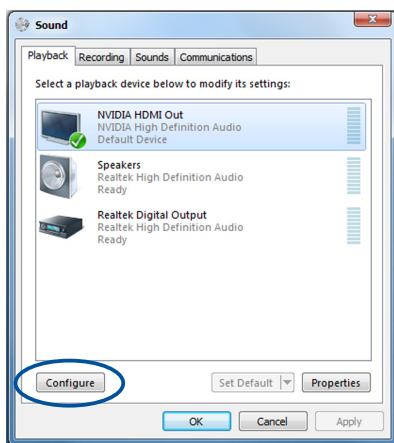 Sound
Playback Recording Sounds Communications
Select a playback device below to modify its settings:
NVIDIA HDMI Out
NVIDIA High Definition Audio
Default Device
Speakers
Realtek High Definition Audio
Ready
Realtek Digital Output
Realtek High Definition Audio
Ready
Configure Set Default Properties
OK Cancel Apply